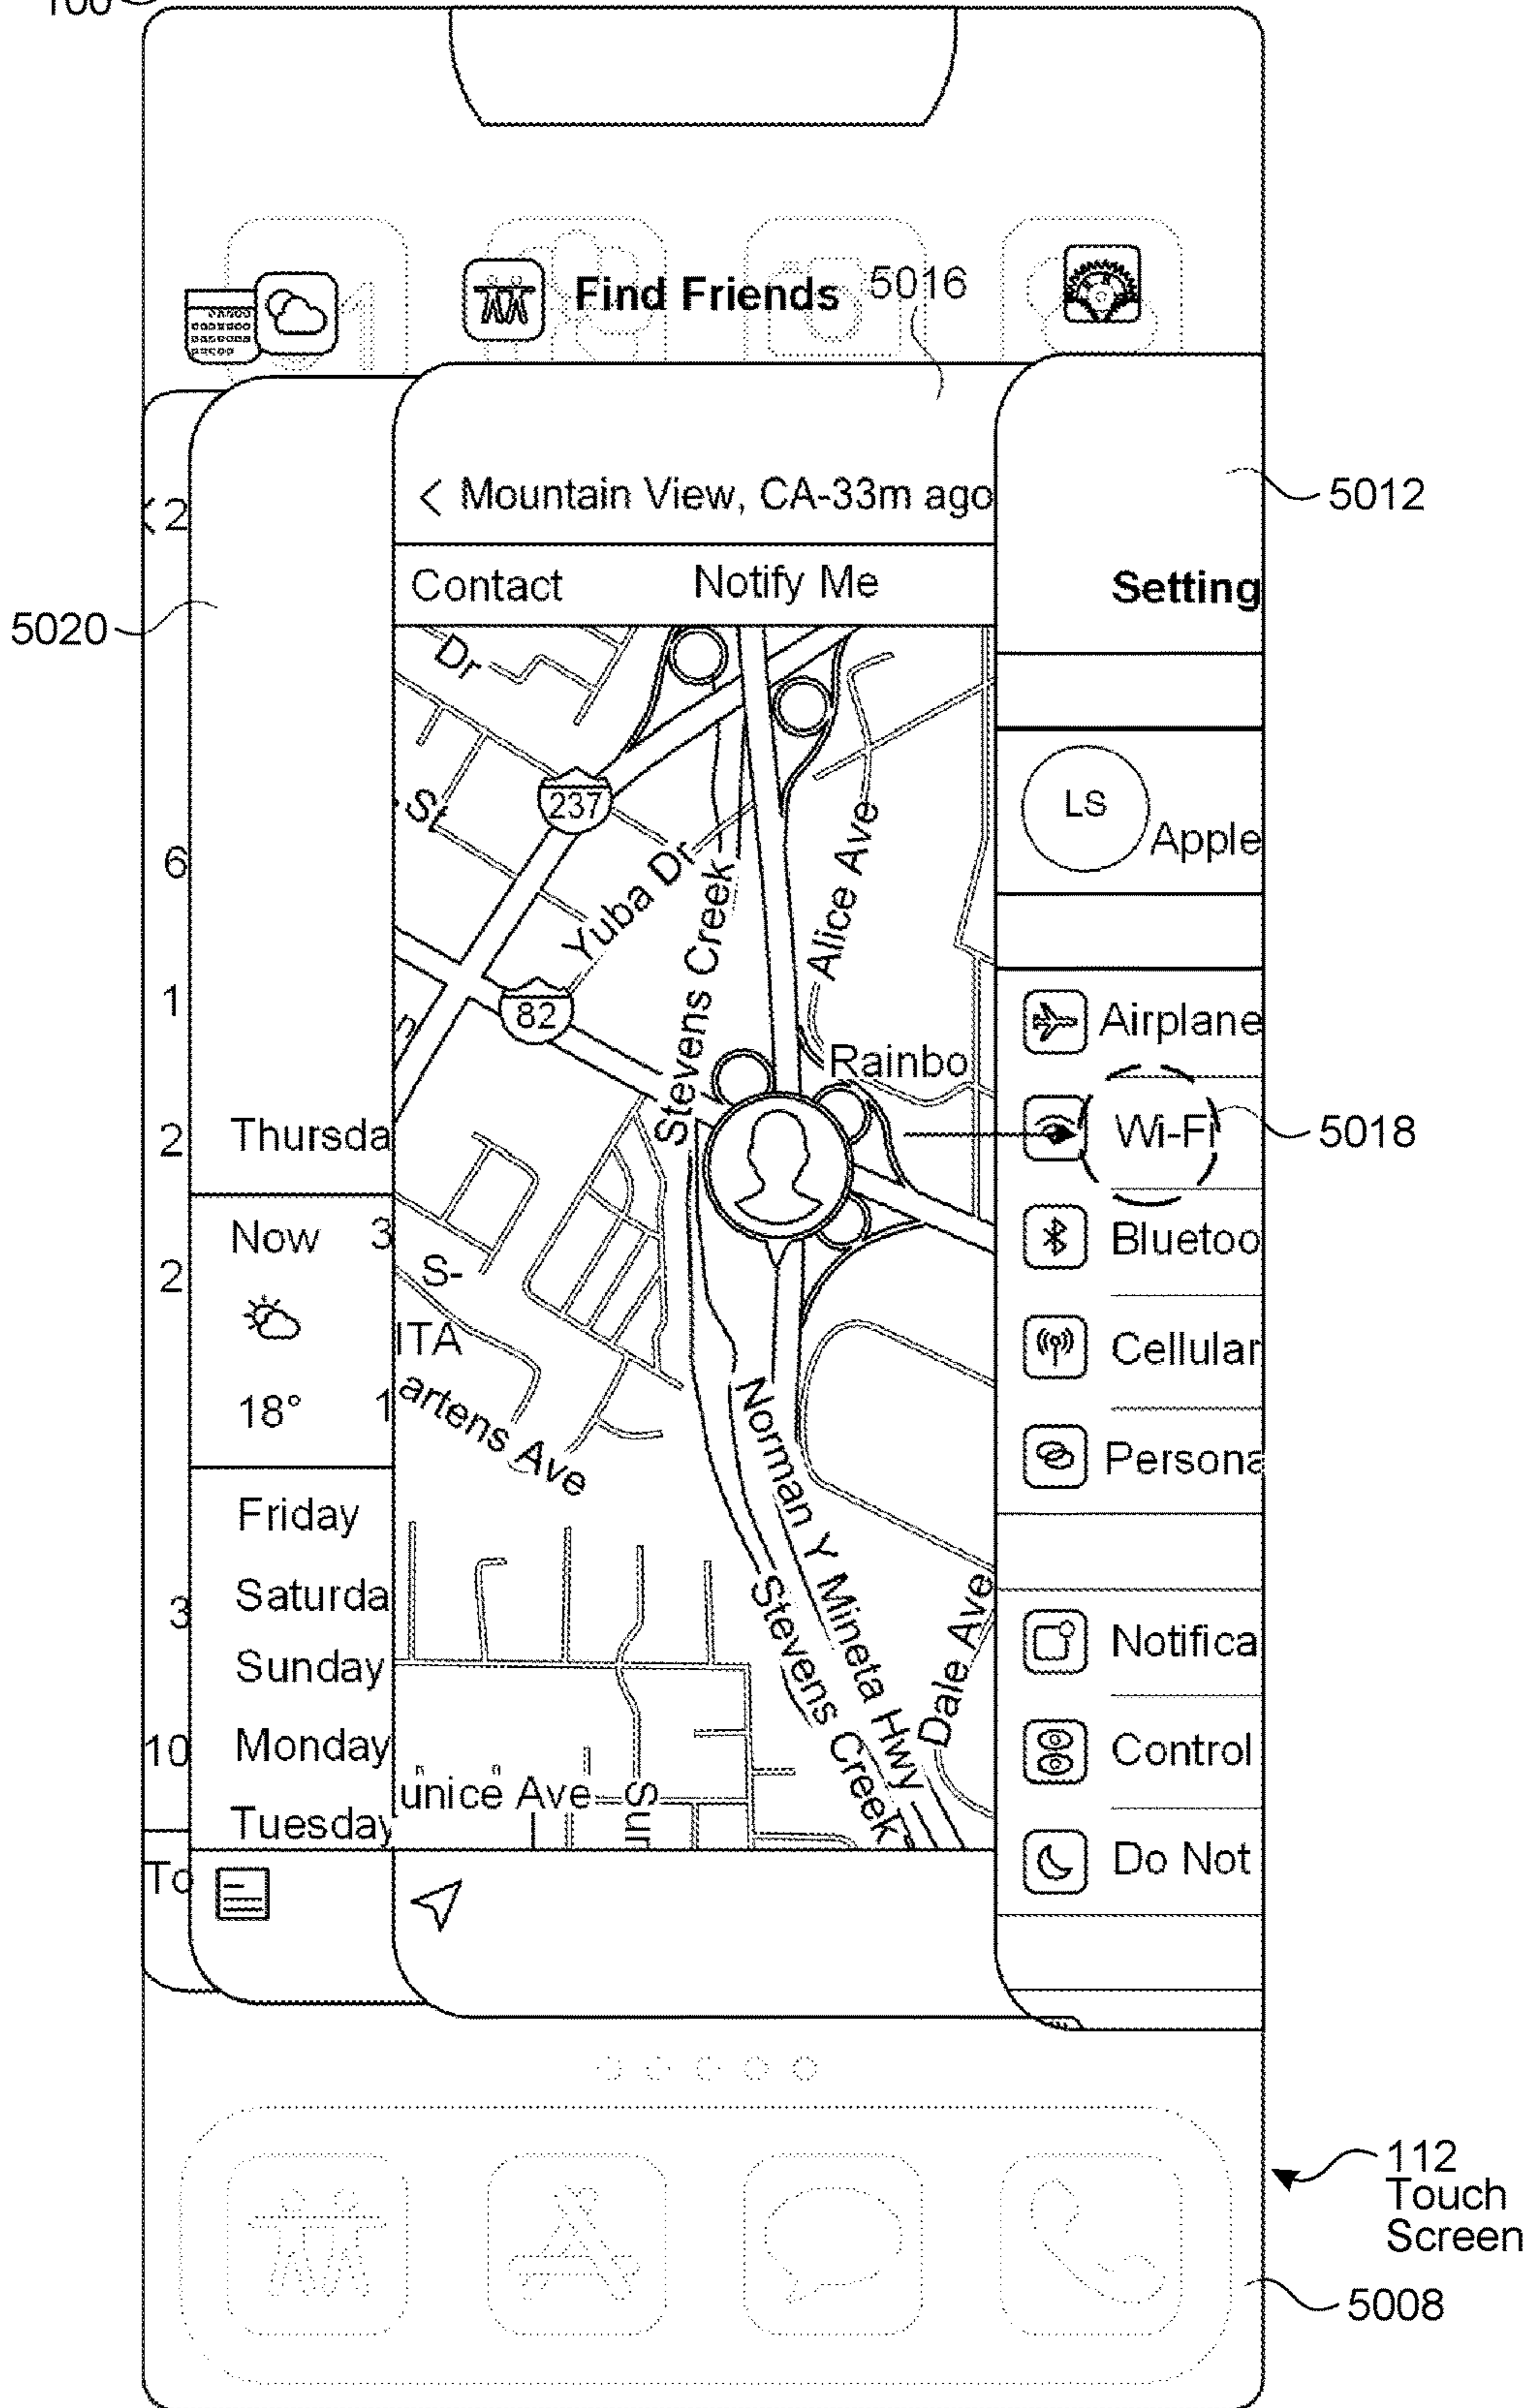 100
Find Friends
5016
< Mountain View, CA-33m ago
5012
< 2
Contact
Notify Me
Setting
5020
Dr
St
237
LS
Apple
6
Yuba Dr
Stevens Creek
Alice Ave
1
82
n
Airplane
Rainbo
Wi-Fi
5018
2
Thursda
Now
3
Bluetoo
2
S-
ITA
Cellular
18°
1
artens Ave
Norman Y Mineta Hwy
Persona
Friday
Saturda
3
Stevens Creek
Dale Ave
Notifica
Sunday
10
Monday
Control
unice Ave
Sur
Tuesday
Do Not
To
112
Touch
Screen
5008